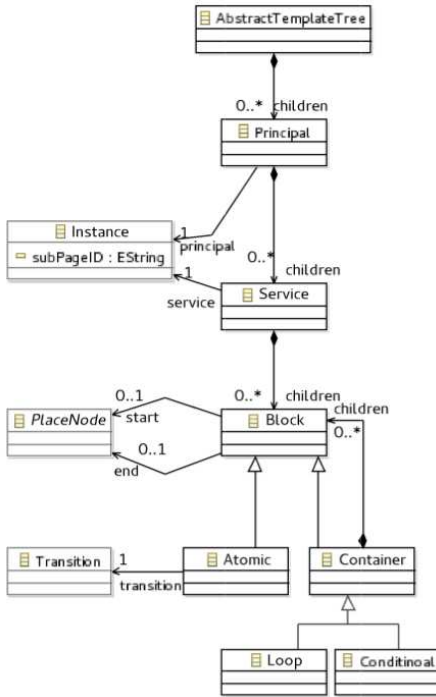 AbstractTemplateTree
0..* children
Principal
Instance
subPageID : EString
1
principal
1
service
0..*
children
Service
0..* children
0..1
start
PlaceNode
0..1
end
Block
children
0..*
Transition
1
transition
Atomic
Container
Loop
Conditinoal